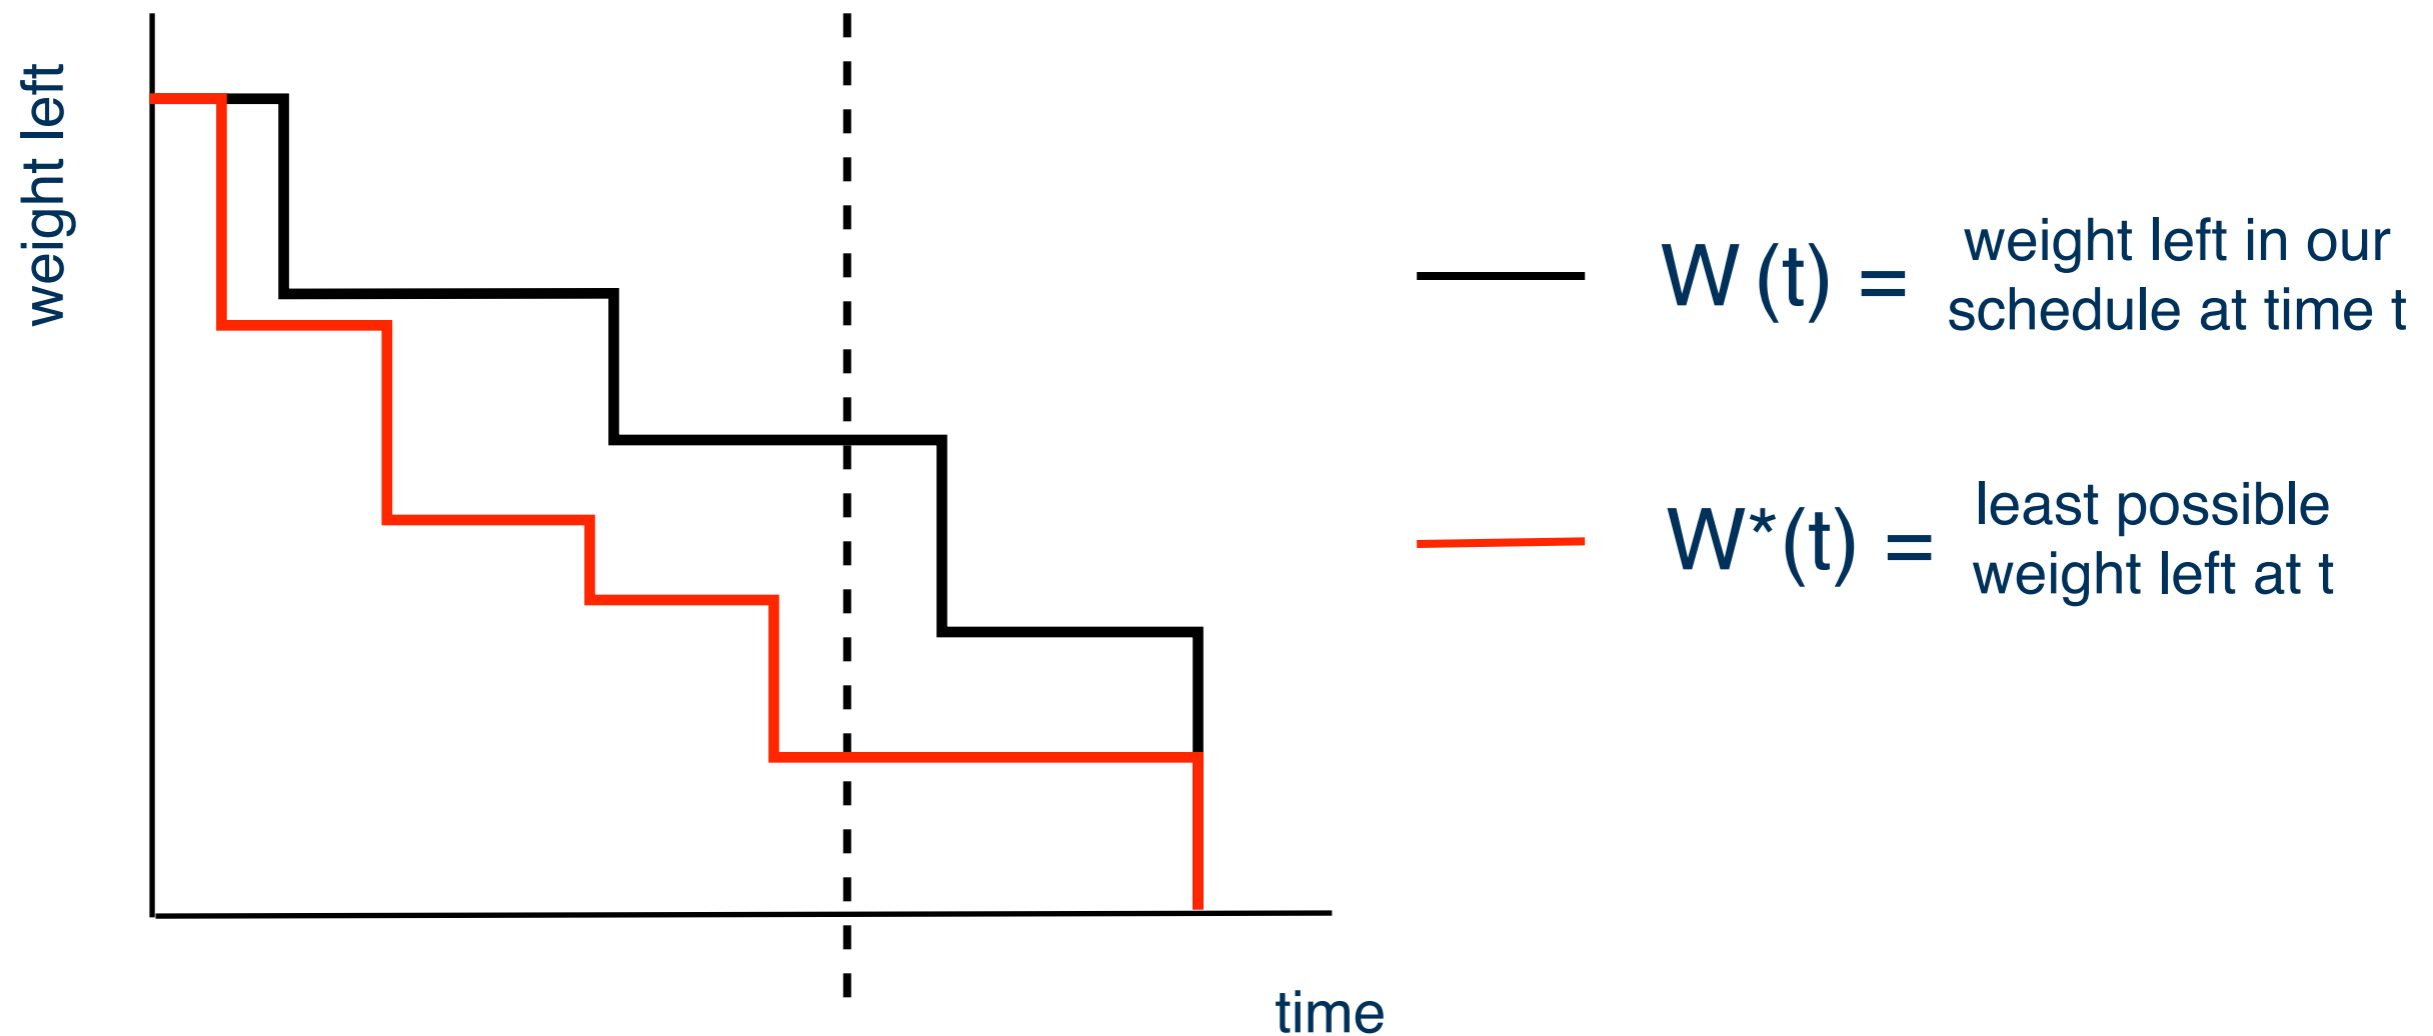 weight left
W (t) =
weight left in our
schedule at time t
W*(t) =
least possible
weight left at t
time